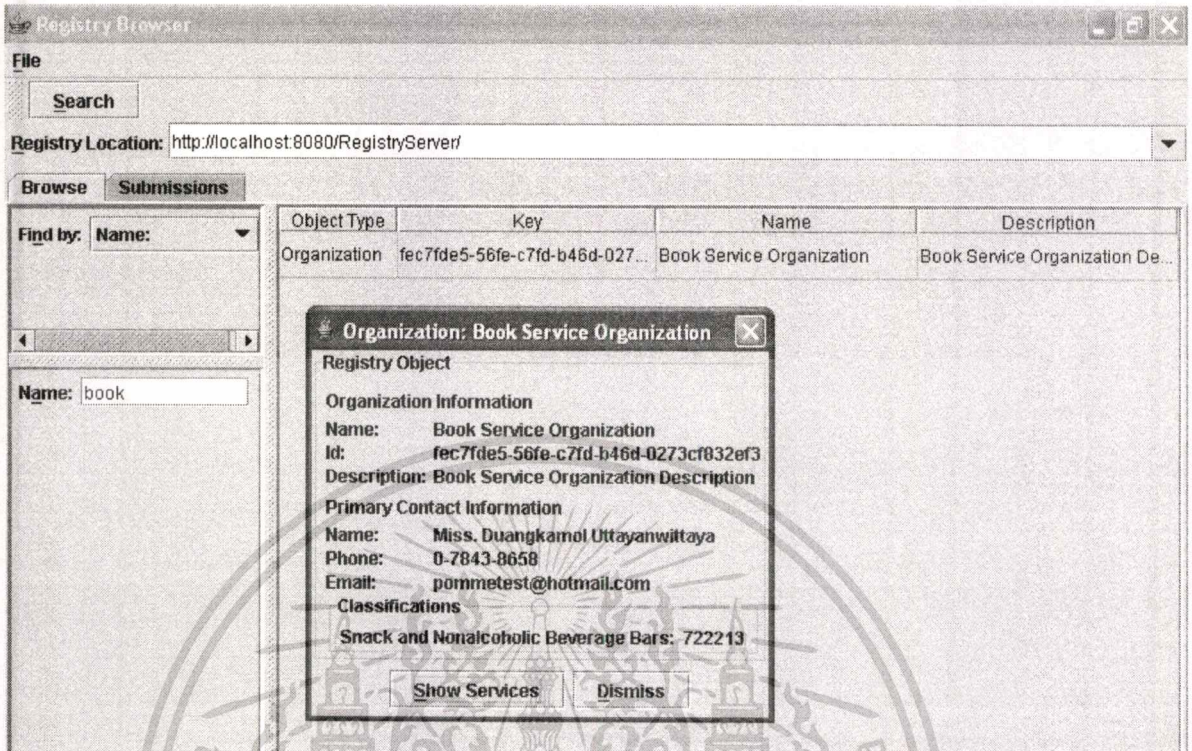 Registry Browser
File
Search
Registry Location: http://localhost:8080/RegistryServer/
Browse Submissions
Find by: Name:
Name: book
Object Type Key Name Description
Organization fec7fde5-56fe-c7fd-b46d-027... Book Service Organization Book Service Organization De...
Organization: Book Service Organization
Registry Object
Organization Information
Name: Book Service Organization
Id: fec7fde5-56fe-c7fd-b46d-0273cf832ef3
Description: Book Service Organization Description
Primary Contact Information
Name: Miss. Duangkamol Uttayanwittaya
Phone: 0-7843-8658
Email: pommetest@hotmail.com
Classifications
Snack and Nonalcoholic Beverage Bars: 722213
Show Services Dismiss